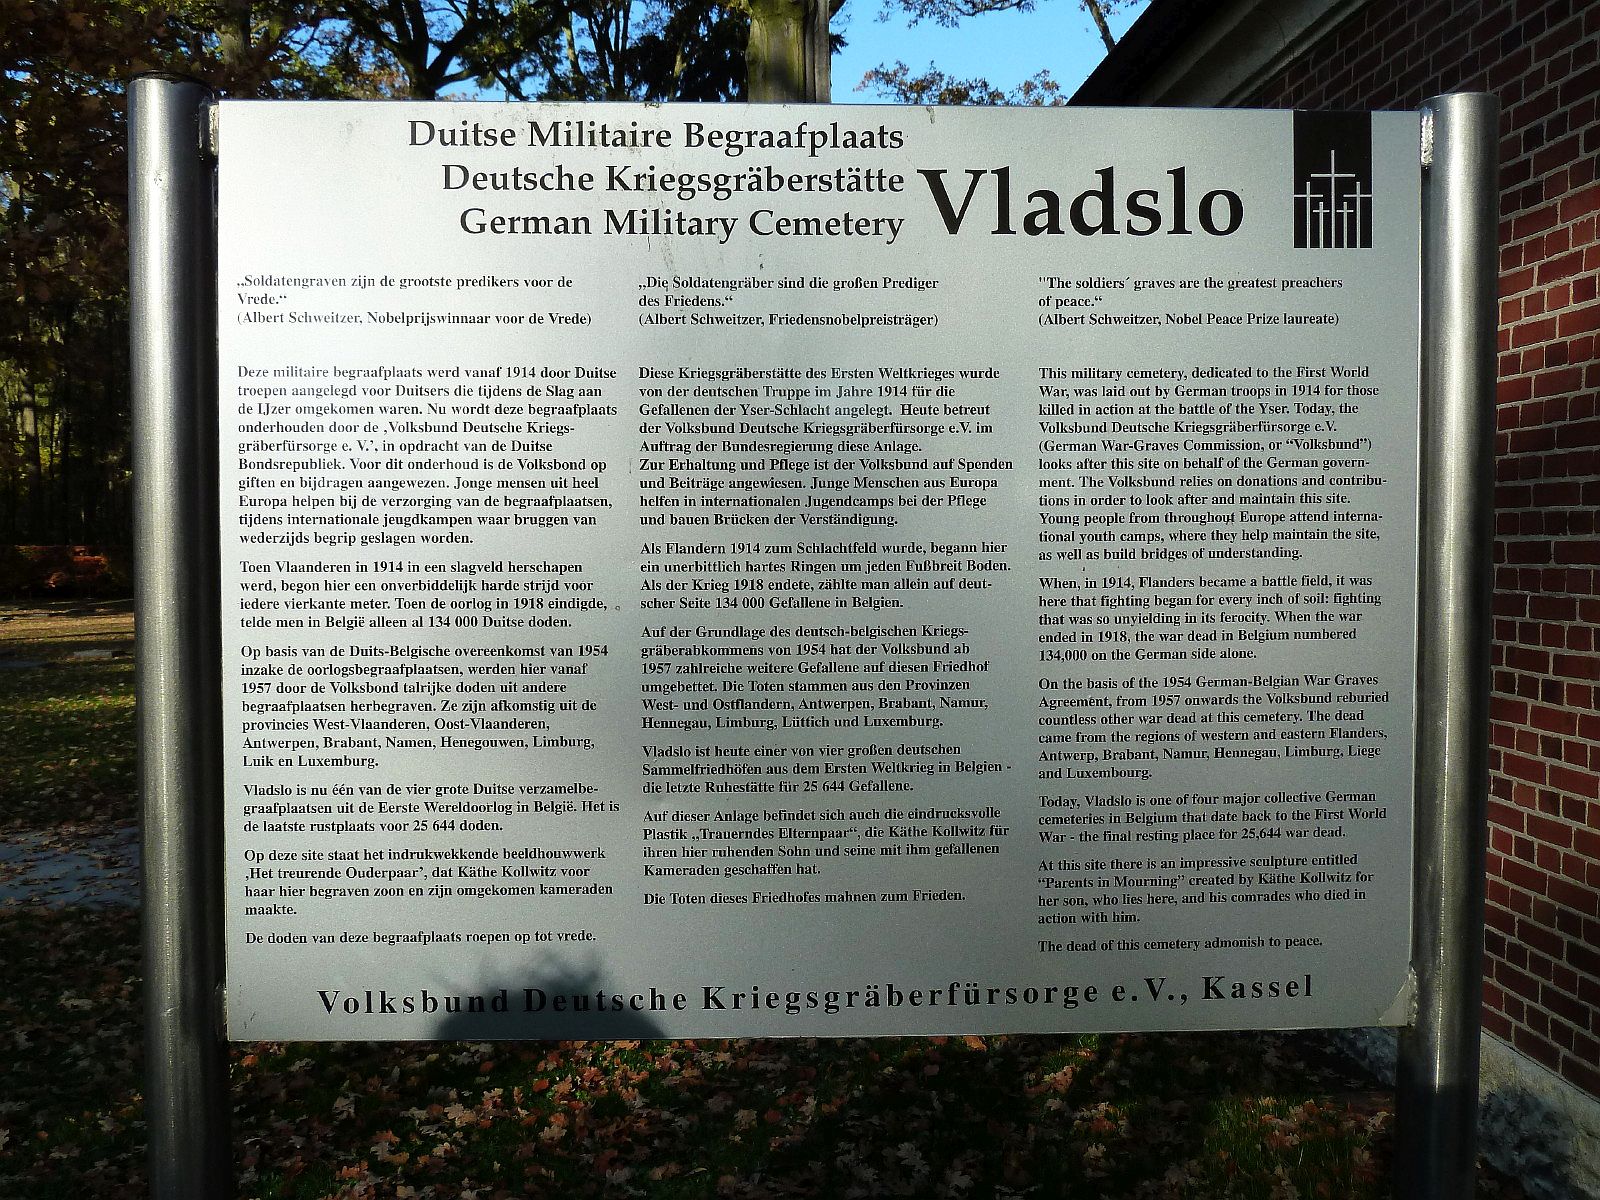 Duitse Militaire Begraafplaats
Deutsche Kriegsgräberstätte
German Military Cemetery
Vladslo
„Soldatengraven zijn de grootste predikers voor de
Vrede.“
(Albert Schweitzer, Nobelprijswinnaar voor de Vrede)
Deze militaire begraafplaats werd vanaf 1914 door Duitse
troepen aangelegd voor Duitsers die tijdens de Slag aan
de IJzer omgekomen waren. Nu wordt deze begraafplaats
onderhouden door de ‚Volksbund Deutsche Kriegs-
gräberfürsorge e. V.’, in opdracht van de Duitse
Bondsrepubliek. Voor dit onderhoud is de Volksbond op
giften en bijdragen aangewezen. Jonge mensen uit heel
Europa helpen bij de verzorging van de begraafplaatsen,
tijdens internationale jeugdkampen waar bruggen van
wederzijds begrip geslagen worden.
Toen Vlaanderen in 1914 in een slagveld herschapen
werd, begon hier een onverbiddelijk harde strijd voor
iedere vierkante meter. Toen de oorlog in 1918 eindigde,
telde men in België alleen al 134 000 Duitse doden.
Op basis van de Duits-Belgische overeenkomst van 1954
inzake de oorlogsbegraafplaatsen, werden hier vanaf
1957 door de Volksbond talrijke doden uit andere
begraafplaatsen herbegraven. Ze zijn afkomstig uit de
provincies West-Vlaanderen, Oost-Vlaanderen,
Antwerpen, Brabant, Namen, Henegouwen, Limburg,
Luik en Luxemburg.
Vladslo is nu één van de vier grote Duitse verzamelbe-
graafplaatsen uit de Eerste Wereldoorlog in België. Het is
de laatste rustplaats voor 25 644 doden.
Op deze site staat het indrukwekkende beeldhouwwerk
‚Het treurende Ouderpaar’, dat Käthe Kollwitz voor
haar hier begraven zoon en zijn omgekomen kameraden
maakte.
De doden van deze begraafplaats roepen op tot vrede.
„Die Soldatengräber sind die großen Prediger
des Friedens.“
(Albert Schweitzer, Friedensnobelpreisträger)
Diese Kriegsgräberstätte des Ersten Weltkrieges wurde
von der deutschen Truppe im Jahre 1914 für die
Gefallenen der Yser-Schlacht angelegt. Heute betreut
der Volksbund Deutsche Kriegsgräberfürsorge e.V. im
Auftrag der Bundesregierung diese Anlage.
Zur Erhaltung und Pflege ist der Volksbund auf Spenden
und Beiträge angewiesen. Junge Menschen aus Europa
helfen in internationalen Jugendcamps bei der Pflege
und bauen Brücken der Verständigung.
Als Flandern 1914 zum Schlachtfeld wurde, begann hier
ein unerbittlich hartes Ringen um jeden Fußbreit Boden.
Als der Krieg 1918 endete, zählte man allein auf deut-
scher Seite 134 000 Gefallene in Belgien.
Auf der Grundlage des deutsch-belgischen Kriegs-
gräberabkommens von 1954 hat der Volksbund ab
1957 zahlreiche weitere Gefallene auf diesen Friedhof
umgebettet. Die Toten stammen aus den Provinzen
West- und Ostflandern, Antwerpen, Brabant, Namur,
Hennegau, Limburg, Lüttich und Luxemburg.
Vladslo ist heute einer von vier großen deutschen
Sammelfriedhöfen aus dem Ersten Weltkrieg in Belgien -
die letzte Ruhestätte für 25 644 Gefallene.
Auf dieser Anlage befindet sich auch die eindrucksvolle
Plastik „Trauerndes Elternpaar“, die Käthe Kollwitz für
ihren hier ruhenden Sohn und seine mit ihm gefallenen
Kameraden geschaffen hat.
Die Toten dieses Friedhofes mahnen zum Frieden.
"The soldiers´ graves are the greatest preachers
of peace.“
(Albert Schweitzer, Nobel Peace Prize laureate)
This military cemetery, dedicated to the First World
War, was laid out by German troops in 1914 for those
killed in action at the battle of the Yser. Today, the
Volksbund Deutsche Kriegsgräberfürsorge e.V.
(German War-Graves Commission, or “Volksbund”)
looks after this site on behalf of the German govern-
ment. The Volksbund relies on donations and contribu-
tions in order to look after and maintain this site.
Young people from throughout Europe attend interna-
tional youth camps, where they help maintain the site,
as well as build bridges of understanding.
When, in 1914, Flanders became a battle field, it was
here that fighting began for every inch of soil: fighting
that was so unyielding in its ferocity. When the war
ended in 1918, the war dead in Belgium numbered
134,000 on the German side alone.
On the basis of the 1954 German-Belgian War Graves
Agreement, from 1957 onwards the Volksbund reburied
countless other war dead at this cemetery. The dead
came from the regions of western and eastern Flanders,
Antwerp, Brabant, Namur, Hennegau, Limburg, Liege
and Luxembourg.
Today, Vladslo is one of four major collective German
cemeteries in Belgium that date back to the First World
War - the final resting place for 25,644 war dead.
At this site there is an impressive sculpture entitled
“Parents in Mourning” created by Käthe Kollwitz for
her son, who lies here, and his comrades who died in
action with him.
The dead of this cemetery admonish to peace.
Volksbund Deutsche Kriegsgräberfürsorge e.V., Kassel